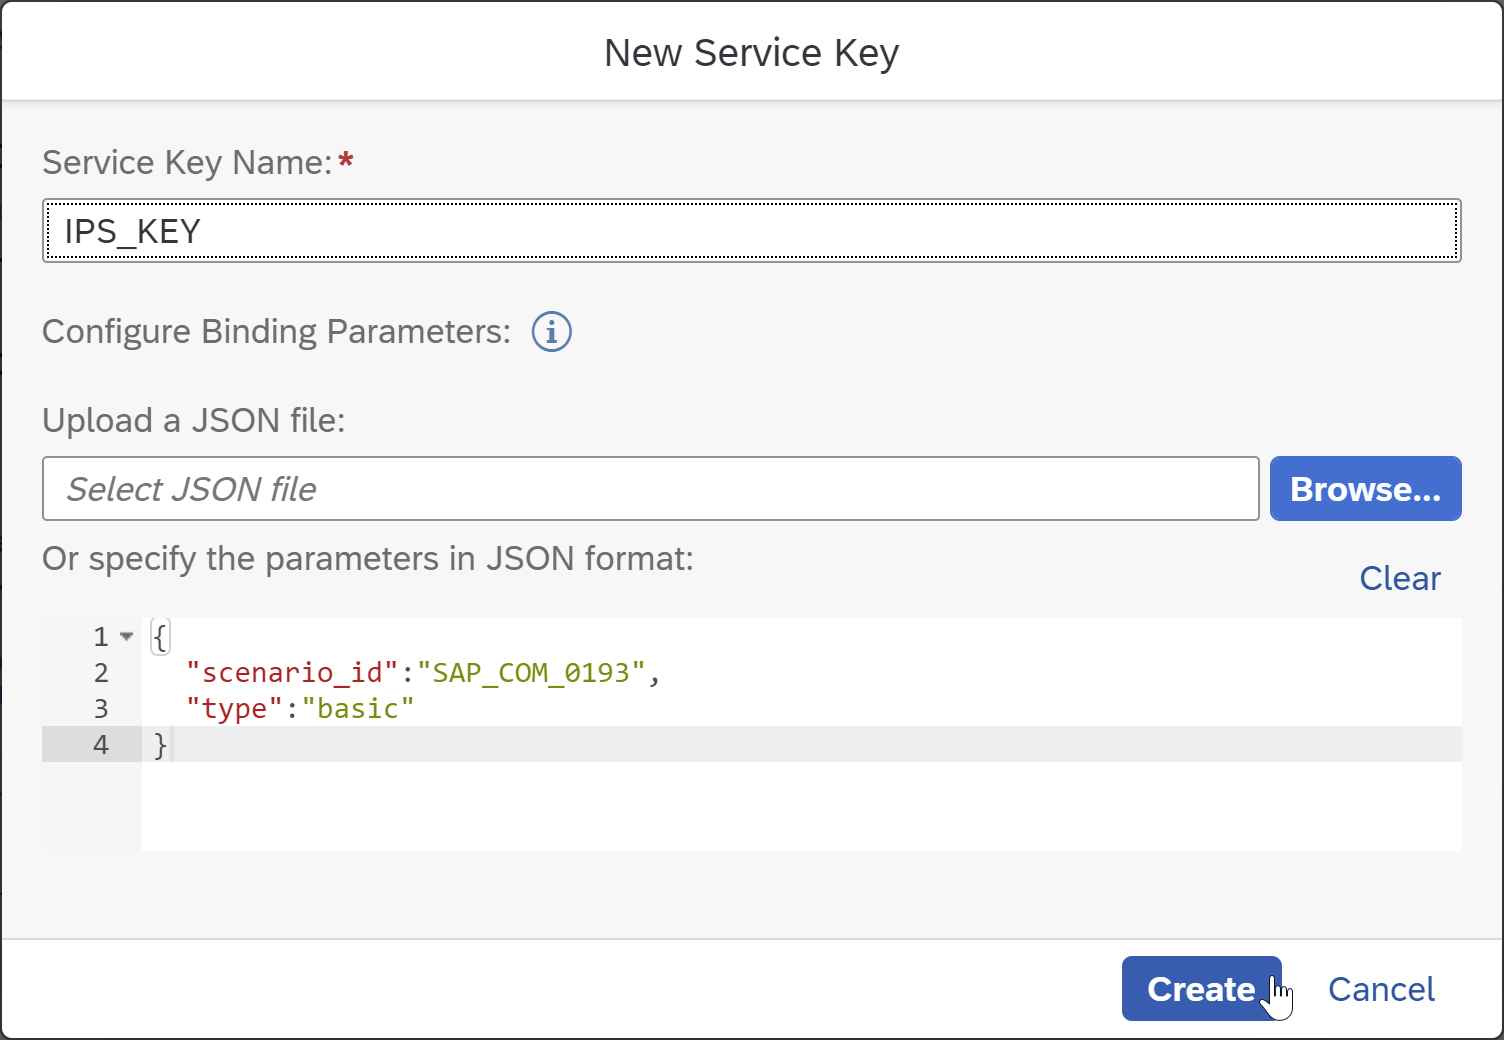 New Service Key
Service Key Name:*
IPS_KEY
Configure Binding Parameters: i
Upload a JSON file:
Select JSON file
Browse...
Or specify the parameters in JSON format:
Clear
1 {
2 "scenario_id":"SAP_COM_0193",
3 "type":"basic"
4 }
Create
Cancel